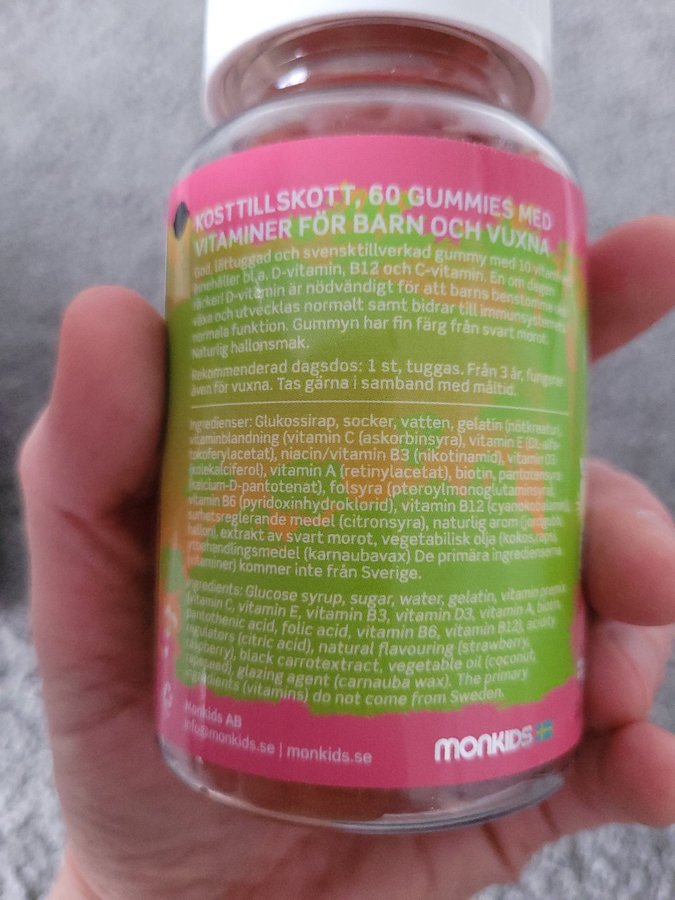 KOSTTILLSKOTT, 60 GUMMIES MED
VITAMINER FÖR BARN OCH VUXNA
God, lättuggad och svensktillverkad gummy med 10
innehåller bl.a. D-vitamin, B12 och C-vitamin. En om dagen
räcker! D-vitamin är nödvändigt för att barns benstomme
växa och utvecklas normalt samt bidrar till immunsystemets
normala funktion. Gummyn har fin färg från svart morot.
Naturlig hallonsmak.
Rekommenderad dagsdos: 1 st, tuggas. Från 3 år, fungerar
även för vuxna. Tas gärna i samband med måltid.
Ingredienser: Glukossirap, socker, vatten, gelatin (nötkreatur),
vitaminblandning (vitamin C (askorbinsyra), vitamin E (DL-alfa-
tokoferylacetat), niacin/vitamin B3 (nikotinamid), vitamin D3
(kolekalciferol), vitamin A (retinylacetat), biotin, pantotensyra
(kalcium-D-pantotenat), folsyra (pteroylmonoglutaminsyra),
vitamin B6 (pyridoxinhydroklorid), vitamin B12 (cyanokobalamin),
surhetsreglerande medel (citronsyra), naturlig arom (jordgubb,
hallon), extrakt av svart morot, vegetabilisk olja (kokos, raps),
ytbehandlingsmedel (karnaubavax) De primära ingredienserna
(vitaminer) kommer inte från Sverige.
Ingredients: Glucose syrup, sugar, water, gelatin, vitamin premix
(vitamin C, vitamin E, vitamin B3, vitamin D3, vitamin A, biotin,
pantothenic acid, folic acid, vitamin B6, vitamin B12), acidity
regulators (citric acid), natural flavouring (strawberry,
raspberry), black carrotextract, vegetable oil (coconut,
rapeseed), glazing agent (carnauba wax). The primary
ingredients (vitamins) do not come from Sweden.
Monkids AB
info@monkids.se | monkids.se
MONKIDS